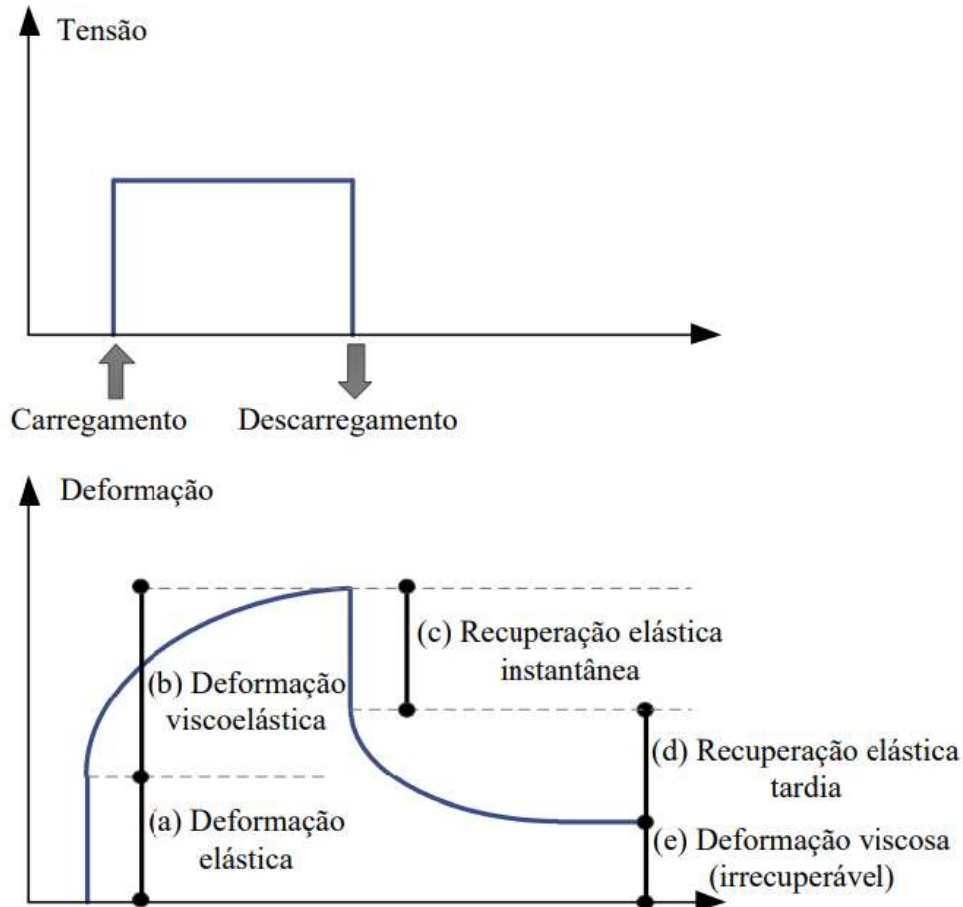 Tensão
Carregamento
Descarregamento
Deformação
(c) Recuperação elástica
instantânea
(b) Deformação
viscoelástica
(d) Recuperação elástica
tardia
(a) Deformação
elástica
(e) Deformação viscosa
(irrecuperável)